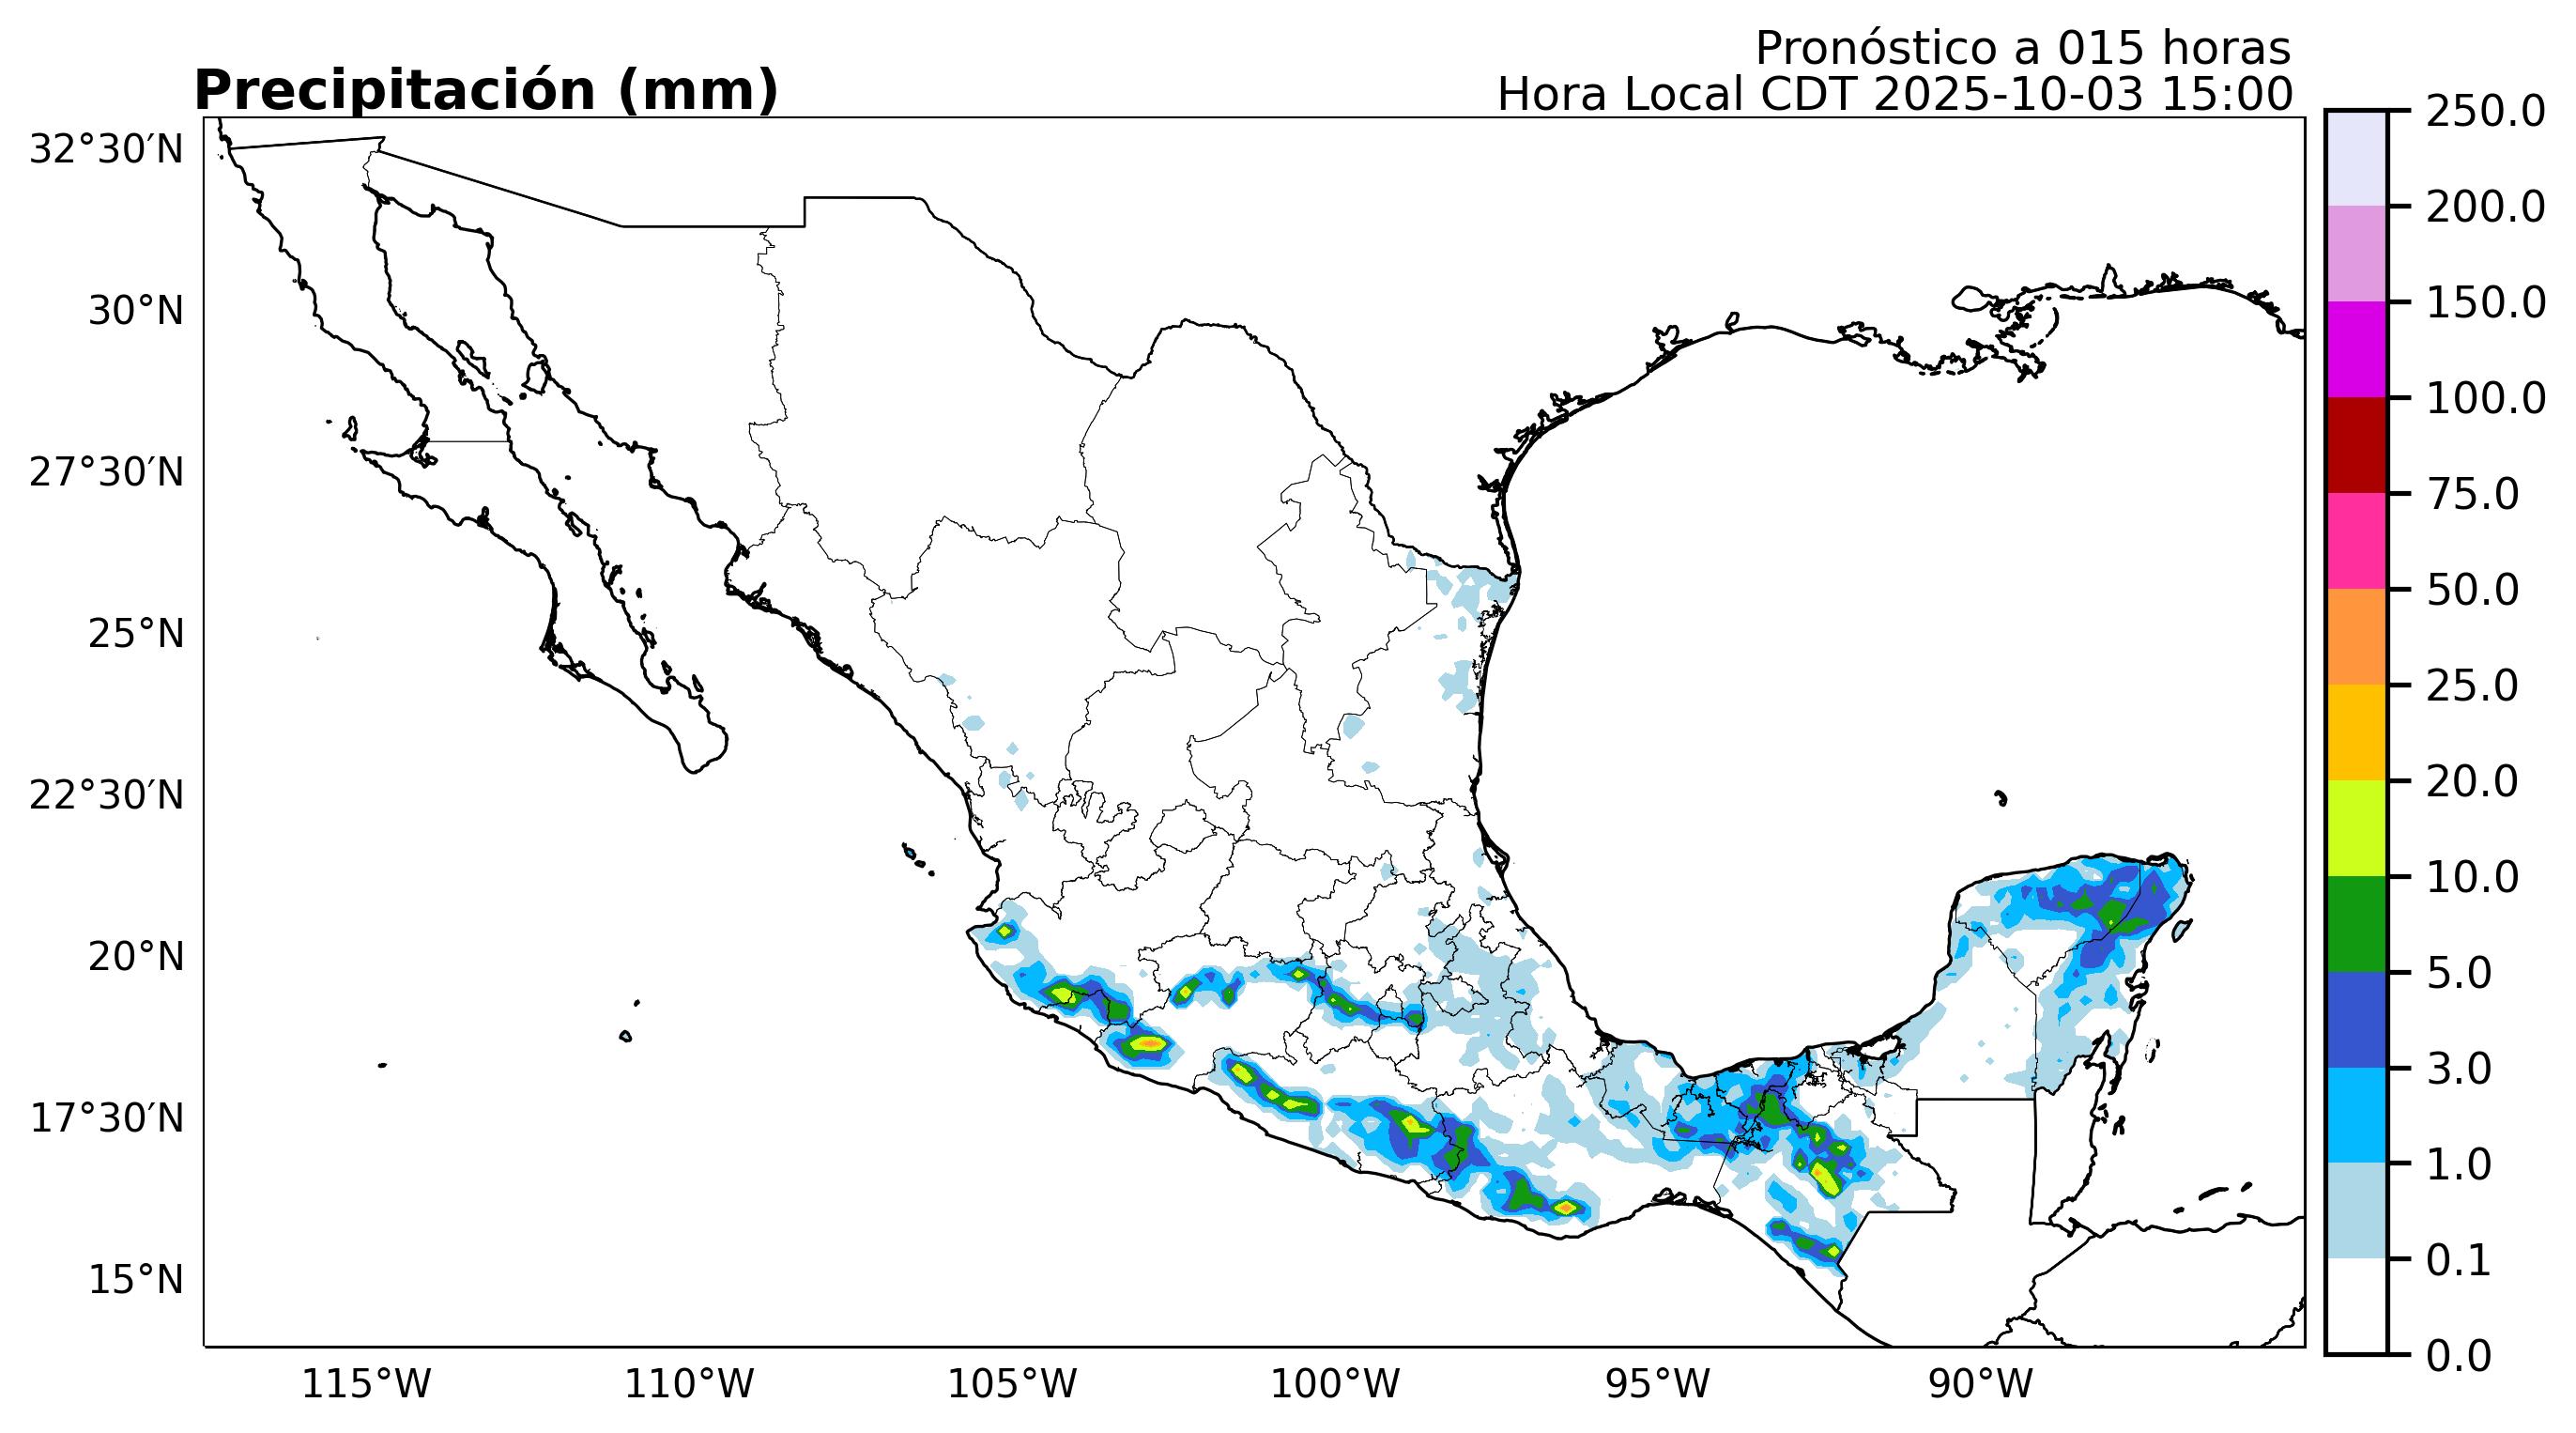 Pronóstico a 015 horas
Precipitación (mm)
Hora Local CDT 2025-10-03 15:00
32°30′N
30°N
27°30′N
25°N
22°30′N
20°N
17°30′N
15°N
115°W
110°W
105°W
100°W
95°W
90°W
250.0
200.0
150.0
100.0
75.0
50.0
25.0
20.0
10.0
5.0
3.0
1.0
0.1
0.0